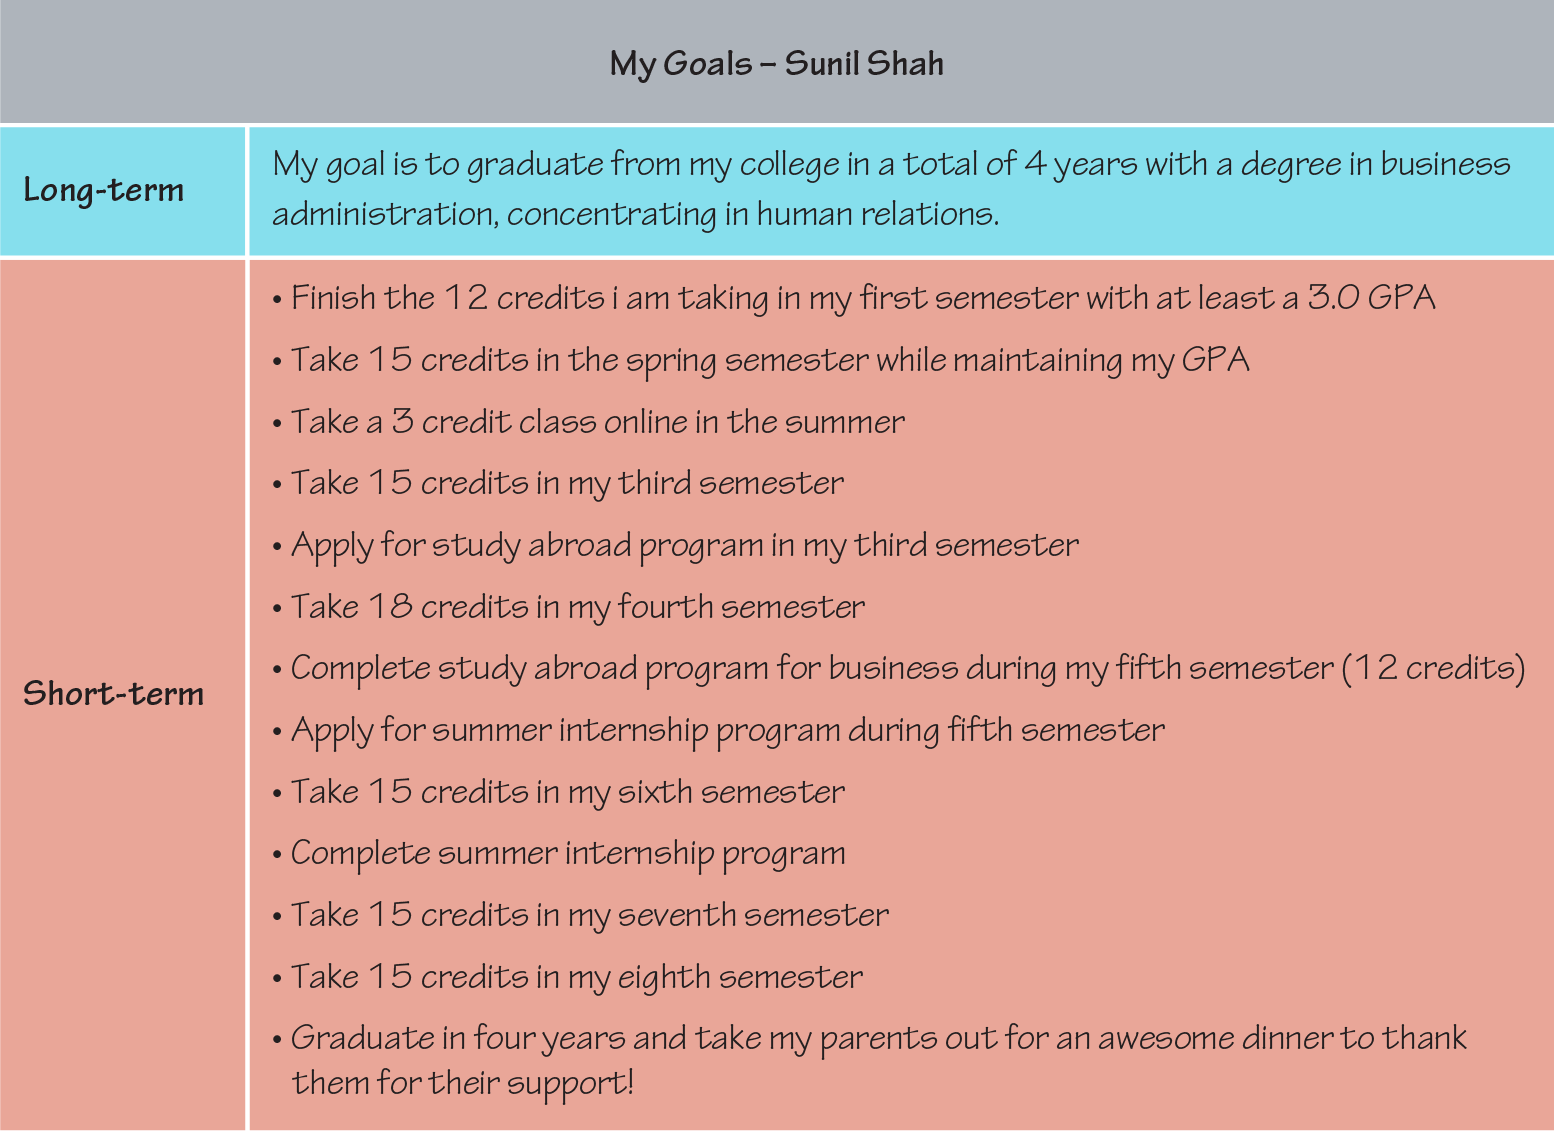 My Goals – Sunil Shah
Long-term
My goal is to graduate from my college in a total of 4 years with a degree in business
administration, concentrating in human relations.
Short-term
• Finish the 12 credits i am taking in my first semester with at least a 3.0 GPA
• Take 15 credits in the spring semester while maintaining my GPA
• Take a 3 credit class online in the summer
• Take 15 credits in my third semester
• Apply for study abroad program in my third semester
• Take 18 credits in my fourth semester
• Complete study abroad program for business during my fifth semester (12 credits)
• Apply for summer internship program during fifth semester
• Take 15 credits in my sixth semester
• Complete summer internship program
• Take 15 credits in my seventh semester
• Take 15 credits in my eighth semester
• Graduate in four years and take my parents out for an awesome dinner to thank
them for their support!